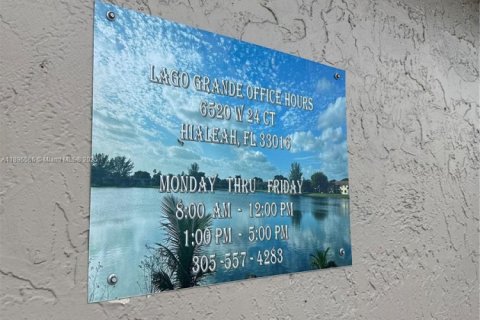 LAGO GRANDE OFFICE HOURS
6520 W 24 CT
HIALEAH, FL 33016
MONDAY THRU FRIDAY
8:00 AM - 12:00 PM
1:00 PM - 5:00 PM
305-557-4283